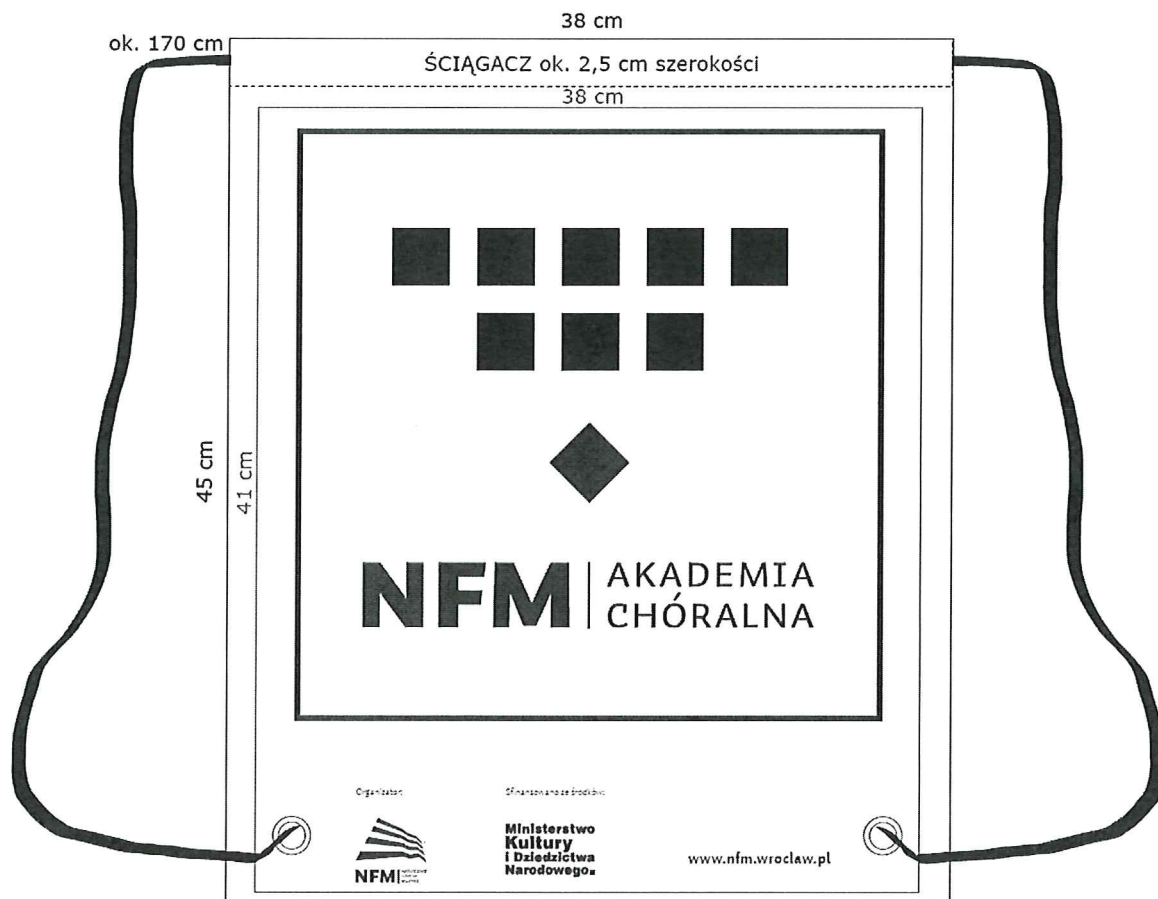 38 cm
ok. 170 cm
ŚCIĄGACZ ok. 2,5 cm szerokości
38 cm
45 cm
41 cm
NFM | AKADEMIA
CHÓRALNA
Organizator:
Sfinansowano ze środków:
Ministerstwo
Kultury
i Dziedzictwa
Narodowego
NFM
www.nfm.wroclaw.pl